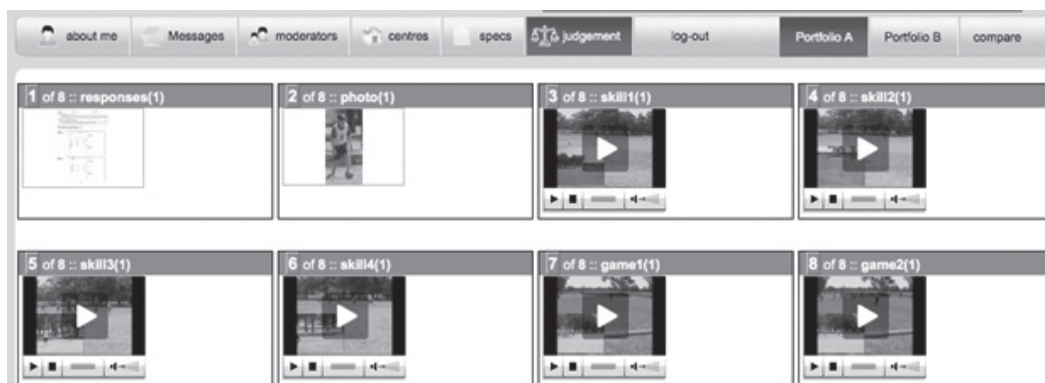 about me Messages moderators centres specs judgement log-out Portfolio A Portfolio B compare
1 of 8 :: responses(1) 2 of 8 :: photo(1) 3 of 8 :: skill1(1) 4 of 8 :: skill2(1)
5 of 8 :: skill3(1) 6 of 8 :: skill4(1) 7 of 8 :: game1(1) 8 of 8 :: game2(1)